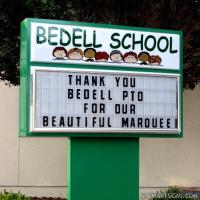 BEDELL SCHOOL
THANK YOU
BEDELL PTO
FOR OUR
BEAUTIFUL MARQUEE!